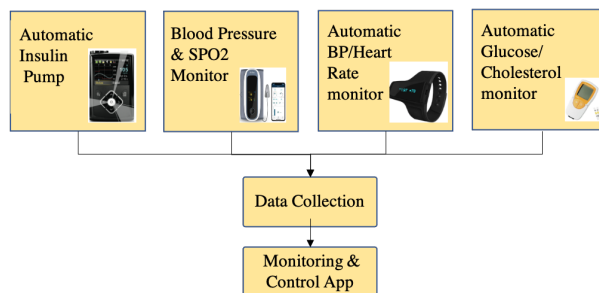 Automatic
Insulin
Pump
Blood Pressure
& SPO2
Monitor
Automatic
BP/Heart
Rate
monitor
Automatic
Glucose/
Cholesterol
monitor
Data Collection
Monitoring &
Control App